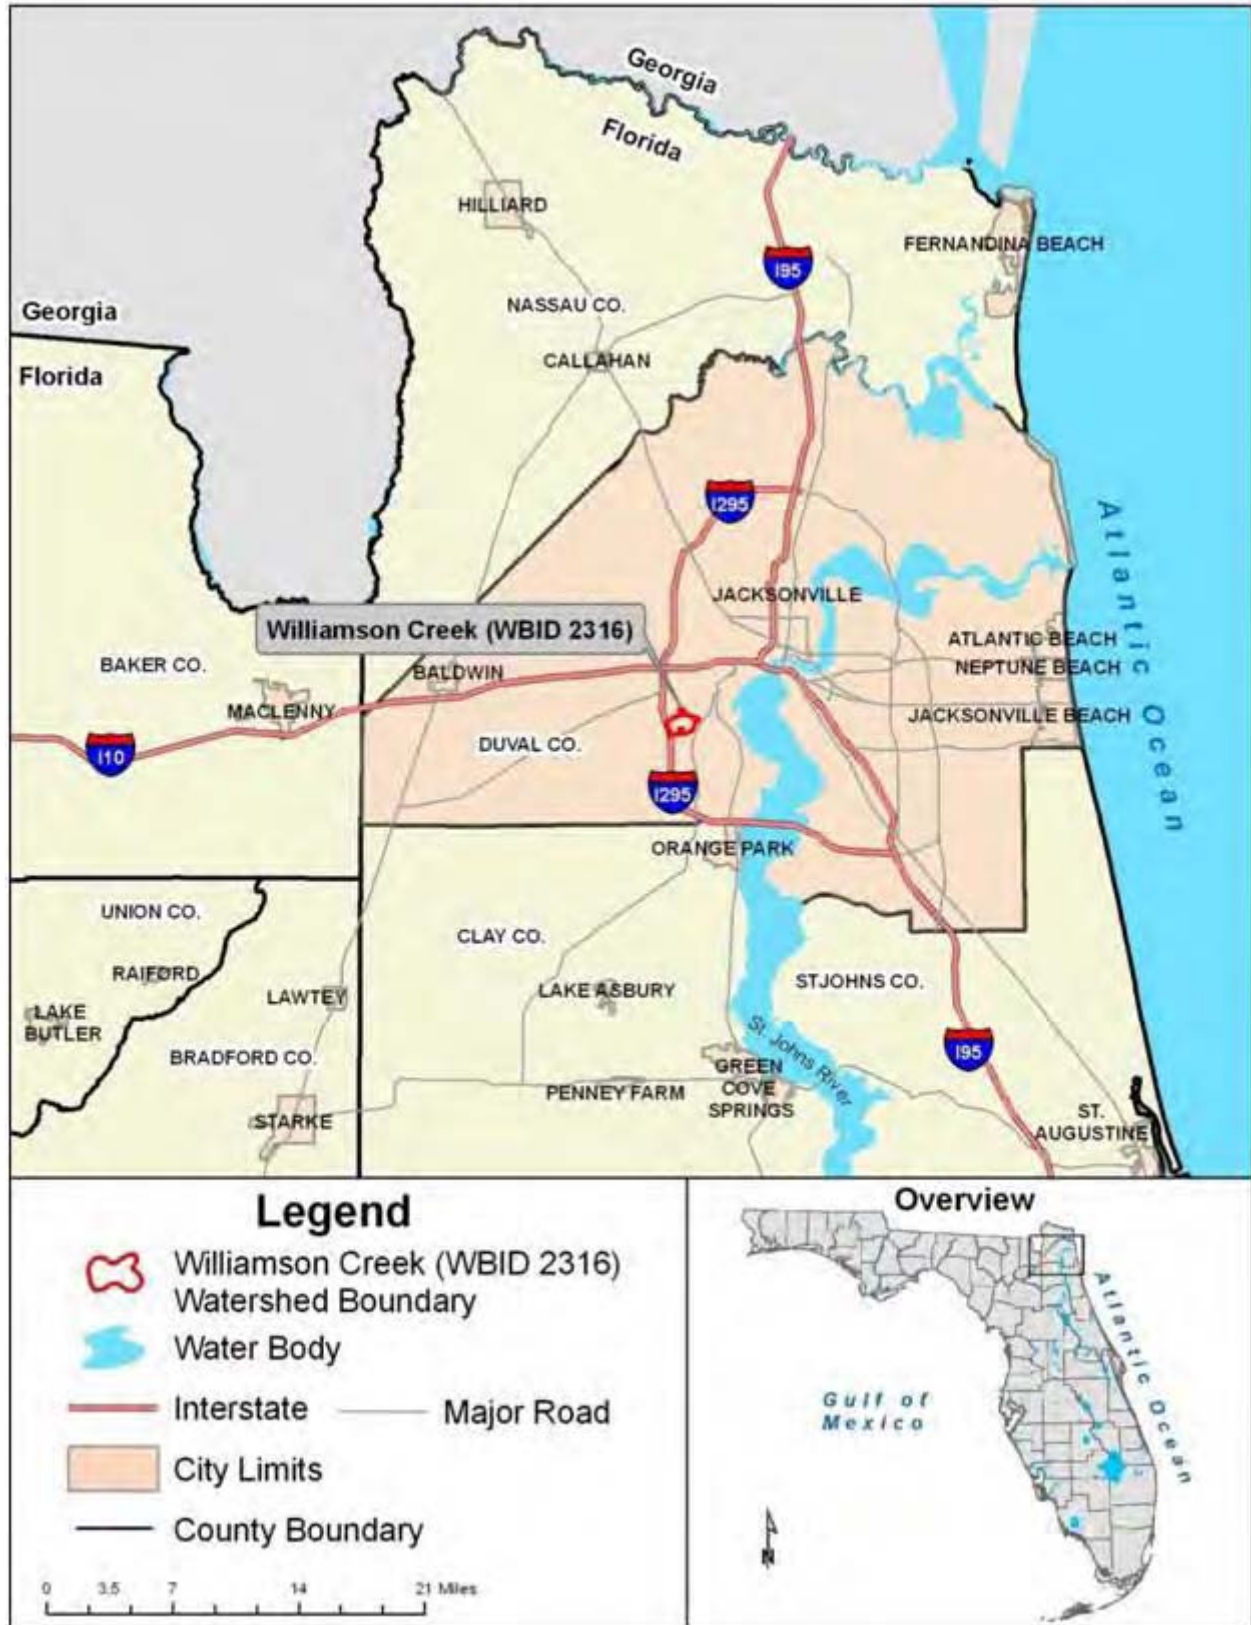 Georgia
Florida
HILLIARD
FERNANDINA BEACH
I95
NASSAU CO.
Georgia
CALLAHAN
Florida
I295
Atlantic Ocean
JACKSONVILLE
Williamson Creek (WBID 2316)
ATLANTIC BEACH
BAKER CO.
BALDWIN
NEPTUNE BEACH
MACLENNY
JACKSONVILLE BEACH
DUVAL CO.
I10
I295
ORANGE PARK
UNION CO.
CLAY CO.
RAIFORD
STJOHNS CO.
LAWTEY
LAKE ASBURY
LAKE
BUTLER
BRADFORD CO.
St. Johns River
I95
GREEN
COVE
SPRINGS
PENNEY FARM
STARKE
ST.
AUGUSTINE
Legend
Williamson Creek (WBID 2316)
Watershed Boundary
Water Body
Interstate
Major Road
City Limits
County Boundary
0 3.5 7 14 21 Miles
Overview
Atlantic Ocean
Gulf of
Mexico
N